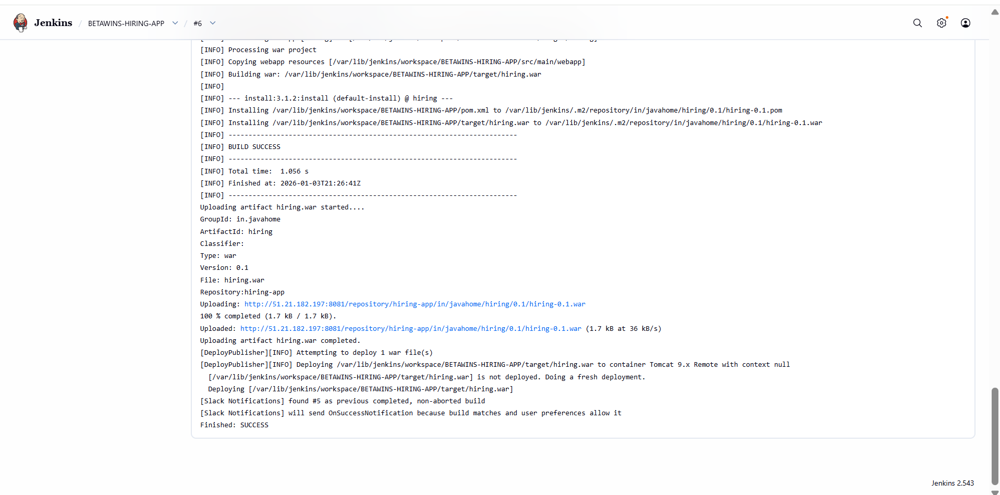 Jenkins / BETAWINS-HIRING-APP / #6
[INFO] Processing war project
[INFO] Copying webapp resources [/var/lib/jenkins/workspace/BETAWINS-HIRING-APP/src/main/webapp]
[INFO] Building war: /var/lib/jenkins/workspace/BETAWINS-HIRING-APP/target/hiring.war
[INFO]
[INFO] --- install:3.1.2:install (default-install) @ hiring ---
[INFO] Installing /var/lib/jenkins/workspace/BETAWINS-HIRING-APP/pom.xml to /var/lib/jenkins/.m2/repository/in/javahome/hiring/0.1/hiring-0.1.pom
[INFO] Installing /var/lib/jenkins/workspace/BETAWINS-HIRING-APP/target/hiring.war to /var/lib/jenkins/.m2/repository/in/javahome/hiring/0.1/hiring-0.1.war
[INFO] ------------------------------------------------------------------------
[INFO] BUILD SUCCESS
[INFO] ------------------------------------------------------------------------
[INFO] Total time:  1.056 s
[INFO] Finished at: 2026-01-03T21:26:41Z
[INFO] ------------------------------------------------------------------------
Uploading artifact hiring.war started....
GroupId: in.javahome
ArtifactId: hiring
Classifier:
Type: war
Version: 0.1
File: hiring.war
Repository:hiring-app
Uploading: http://51.21.182.197:8081/repository/hiring-app/in/javahome/hiring/0.1/hiring-0.1.war
100 % completed (1.7 kB / 1.7 kB).
Uploaded: http://51.21.182.197:8081/repository/hiring-app/in/javahome/hiring/0.1/hiring-0.1.war (1.7 kB at 36 kB/s)
Uploading artifact hiring.war completed.
[DeployPublisher][INFO] Attempting to deploy 1 war file(s)
[DeployPublisher][INFO] Deploying /var/lib/jenkins/workspace/BETAWINS-HIRING-APP/target/hiring.war to container Tomcat 9.x Remote with context null
[/var/lib/jenkins/workspace/BETAWINS-HIRING-APP/target/hiring.war] is not deployed. Doing a fresh deployment.
Deploying [/var/lib/jenkins/workspace/BETAWINS-HIRING-APP/target/hiring.war]
[Slack Notifications] found #5 as previous completed, non-aborted build
[Slack Notifications] will send OnSuccessNotification because build matches and user preferences allow it
Finished: SUCCESS
Jenkins 2.543